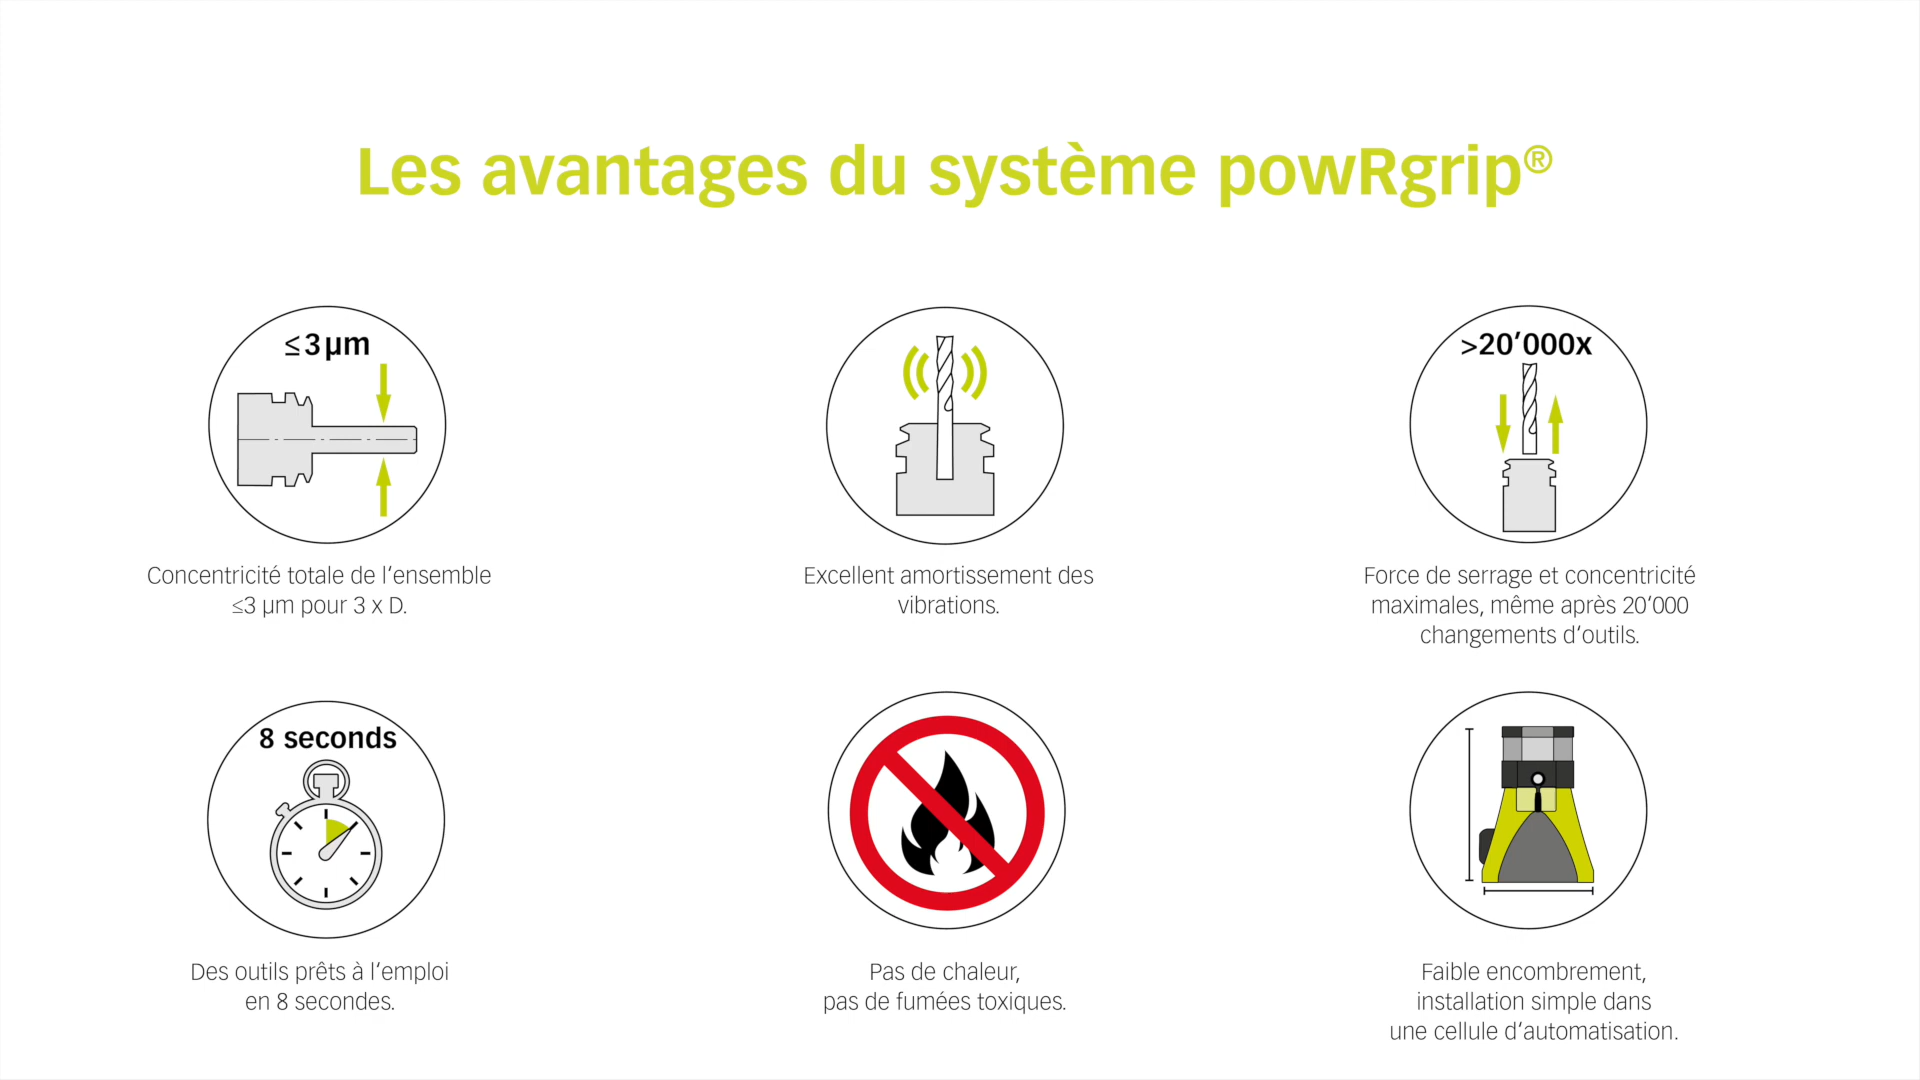 Les avantages du système powRgrip®
≤3µm
Concentricité totale de l‘ensemble
≤3 µm pour 3 x D.
Excellent amortissement des
vibrations.
>20’000x
Force de serrage et concentricité
maximales, même après 20‘000
changements d‘outils.
8 seconds
Des outils prêts à l‘emploi
en 8 secondes.
Pas de chaleur,
pas de fumées toxiques.
Faible encombrement,
installation simple dans
une cellule d‘automatisation.